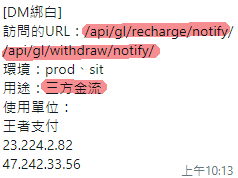 [DM綁白]
訪問的URL：/api/gl/recharge/notify/
/api/gl/withdraw/notify/
環境：prod、sit
用途：三方金流
使用單位：
王者支付
23.224.2.82
47.242.33.56
上午10:13